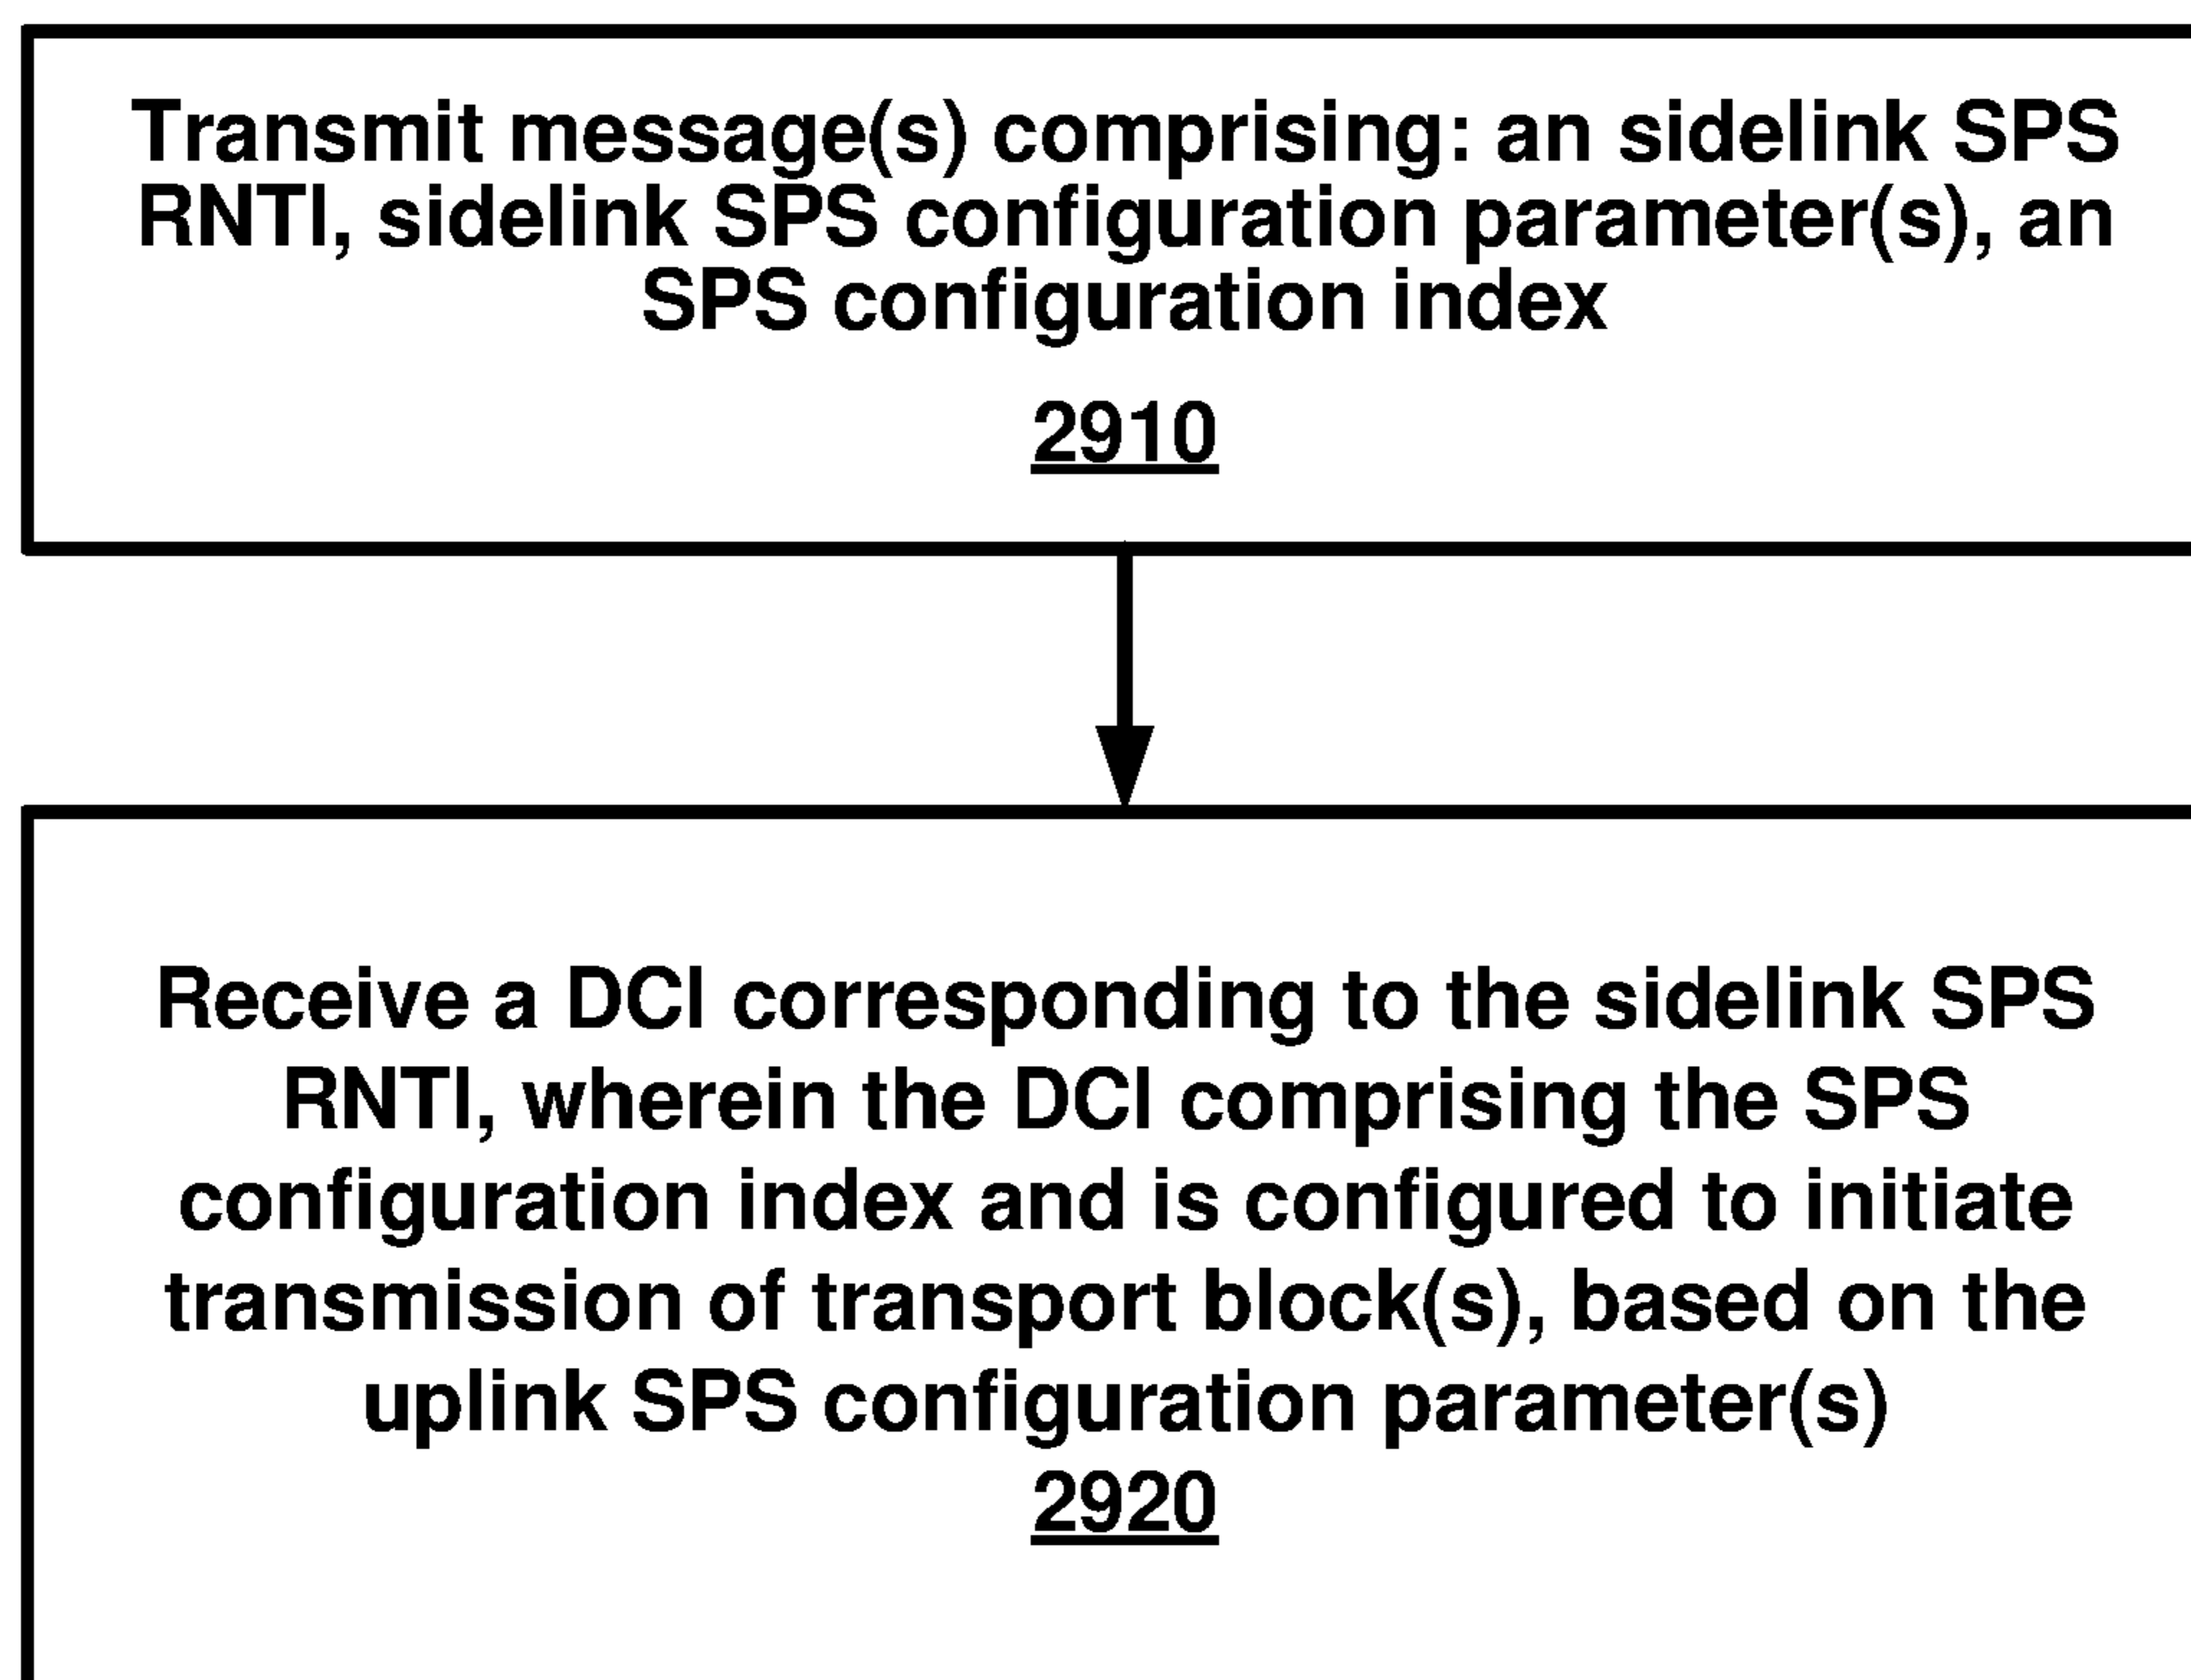 Transmit message(s) comprising: an sidelink SPS
RNTI, sidelink SPS configuration parameter(s), an
SPS configuration index
2910
Receive a DCI corresponding to the sidelink SPS
RNTI, wherein the DCI comprising the SPS
configuration index and is configured to initiate
transmission of transport block(s), based on the
uplink SPS configuration parameter(s)
2920